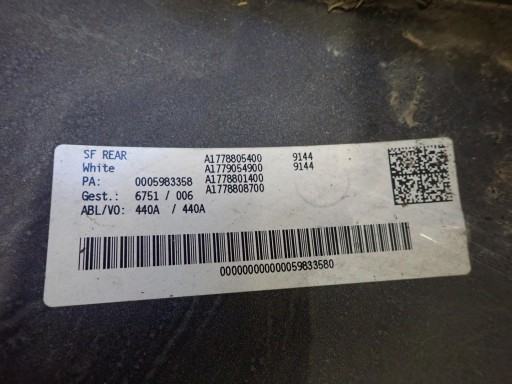 SF REAR A1778805400 9144
White A1779054900 9144
PA: 0005983358 A1778801400
Gest.: 6751 / 006 A1778808700
ABL/VO: 440A / 440A
000000000000059833580